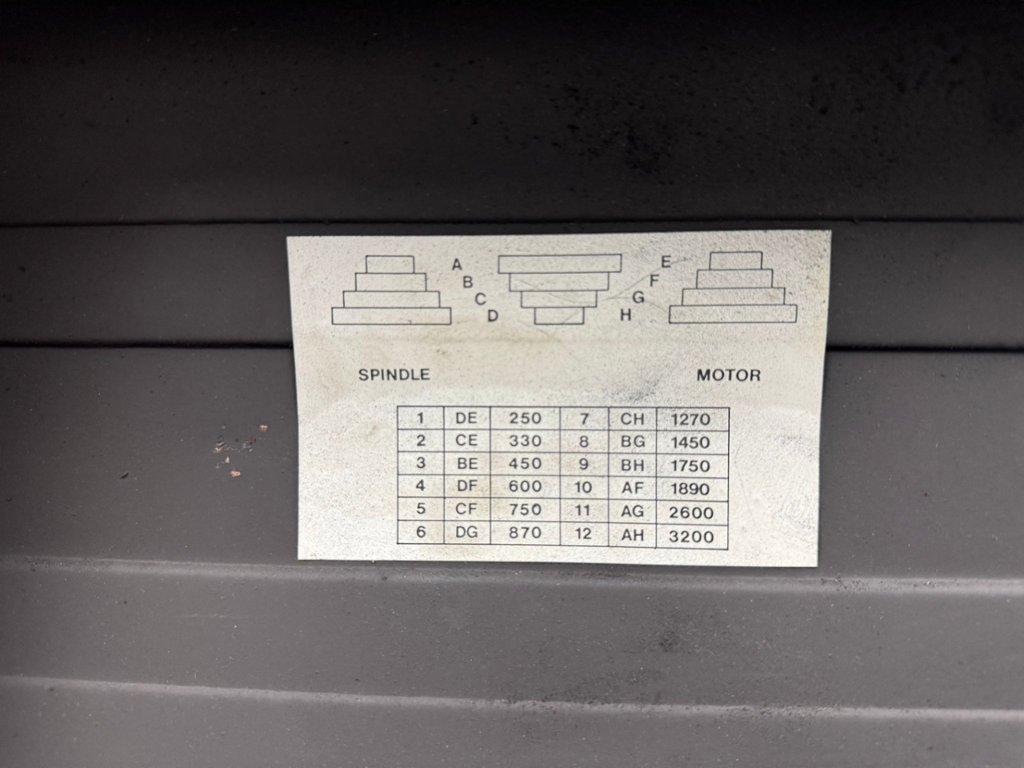 A E
B F
C G
D H
SPINDLE MOTOR
1 DE 250 7 CH 1270
2 CE 330 8 BG 1450
3 BE 450 9 BH 1750
4 DF 600 10 AF 1890
5 CF 750 11 AG 2600
6 DG 870 12 AH 3200